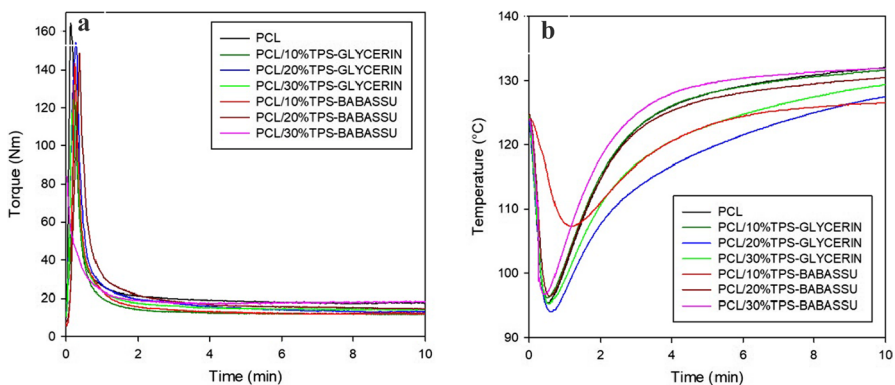 a
160
140
120
100
80
60
40
20
0
Torque (Nm)
PCL
PCL/10%TPS-GLYCERIN
PCL/20%TPS-GLYCERIN
PCL/30%TPS-GLYCERIN
PCL/10%TPS-BABASSU
PCL/20%TPS-BABASSU
PCL/30%TPS-BABASSU
0 2 4 6 8 10
Time (min)
b
140
130
120
110
100
90
Temperature (°C)
PCL
PCL/10%TPS-GLYCERIN
PCL/20%TPS-GLYCERIN
PCL/30%TPS-GLYCERIN
PCL/10%TPS-BABASSU
PCL/20%TPS-BABASSU
PCL/30%TPS-BABASSU
0 2 4 6 8 10
Time (min)